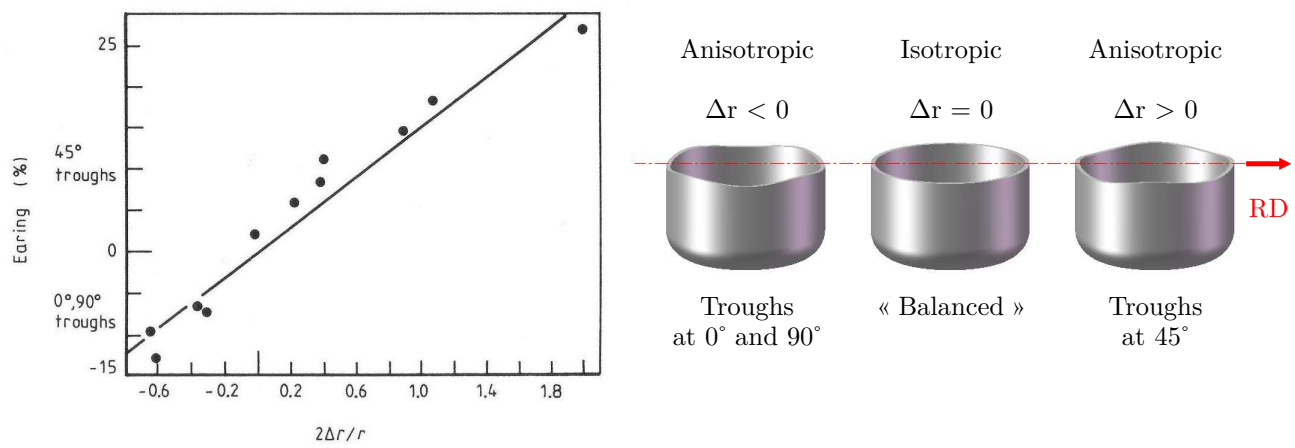 25
45°
troughs
Earing (%)
0
0°,90°
troughs
-15
-0.6
-0.2
0.2
0.6
1.0
1.4
1.8
2Δr/r
Anisotropic
Isotropic
Anisotropic
Δr < 0
Δr = 0
Δr > 0
RD
Troughs
at 0° and 90°
« Balanced »
Troughs
at 45°